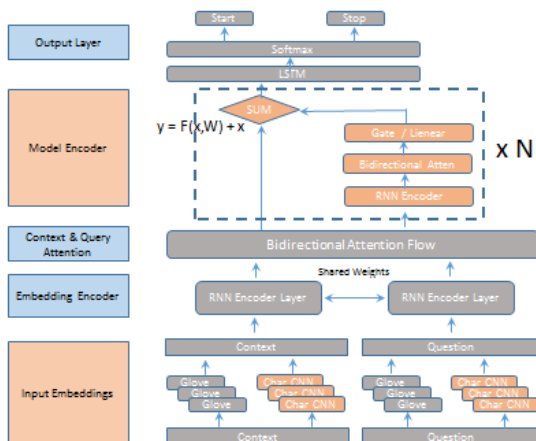 Start Stop
Output Layer
Softmax
LSTM
SUM
y = F(x,W) + x
Gate / Lienear
Model Encoder
x N
Bidirectional Atten
RNN Encoder
Context & Query
Attention
Bidirectional Attention Flow
Shared Weights
Embedding Encoder
RNN Encoder Layer RNN Encoder Layer
Context Question
Glove Char CNN Glove Char CNN
Glove Char CNN Glove Char CNN
Input Embeddings
Glove Char CNN Glove Char CNN
Context Question